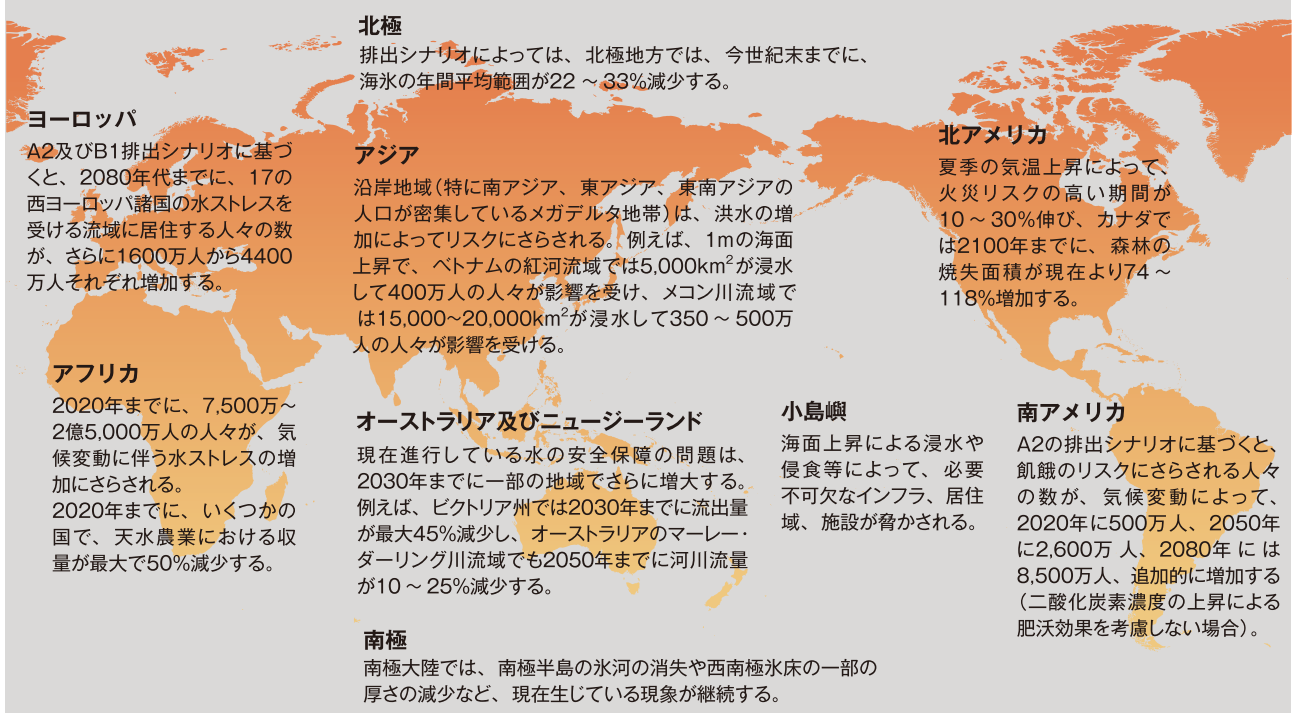 北極
排出シナリオによっては、北極地方では、今世紀末までに、
海氷の年間平均範囲が22 ～ 33%減少する。
ヨーロッパ
A2及びB1排出シナリオに基づ
くと、2080年代までに、17の
西ヨーロッパ諸国の水ストレスを
受ける流域に居住する人々の数
が、さらに1600万人から4400
万人それぞれ増加する。
アジア
沿岸地域（特に南アジア、東アジア、東南アジアの
人口が密集しているメガデルタ地帯）は、洪水の増
加によってリスクにさらされる。例えば、1mの海面
上昇で、ベトナムの紅河流域では5,000km²が浸水
して400万人の人々が影響を受け、メコン川流域で
は15,000~20,000km²が浸水して350 ～ 500万
人の人々が影響を受ける。
北アメリカ
夏季の気温上昇によって、
火災リスクの高い期間が
10 ～ 30%伸び、カナダで
は2100年までに、森林の
焼失面積が現在より74 ～
118%増加する。
アフリカ
2020年までに、7,500万～
2億5,000万人の人々が、気
候変動に伴う水ストレスの増
加にさらされる。
2020年までに、いくつかの
国で、天水農業における収
量が最大で50%減少する。
オーストラリア及びニュージーランド
現在進行している水の安全保障の問題は、
2030年までに一部の地域でさらに増大する。
例えば、ビクトリア州では2030年までに流出量
が最大45%減少し、オーストラリアのマーレー・
ダーリング川流域でも2050年までに河川流量
が10 ～ 25%減少する。
小島嶼
海面上昇による浸水や
侵食等によって、必要
不可欠なインフラ、居住
域、施設が脅かされる。
南アメリカ
A2の排出シナリオに基づくと、
飢餓のリスクにさらされる人々
の数が、気候変動によって、
2020年に500万人、2050年
に2,600万人、2080年には
8,500万人、追加的に増加する
（二酸化炭素濃度の上昇による
肥沃効果を考慮しない場合）。
南極
南極大陸では、南極半島の氷河の消失や西南極氷床の一部の
厚さの減少など、現在生じている現象が継続する。